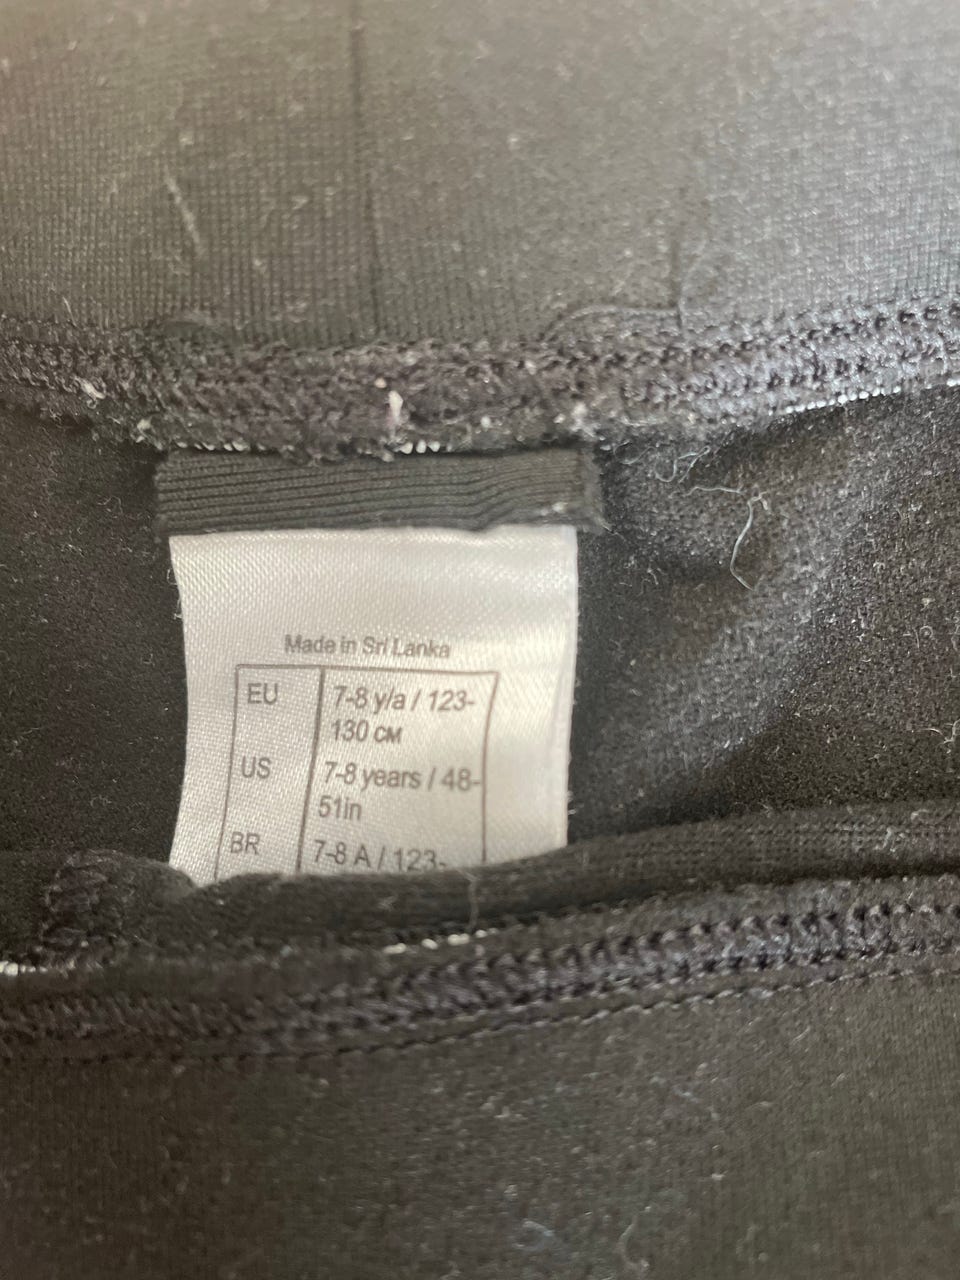 Made in Sri Lanka
EU 7-8 y/a / 123-
130 см
US 7-8 years / 48-
51in
BR 7-8 A / 123-